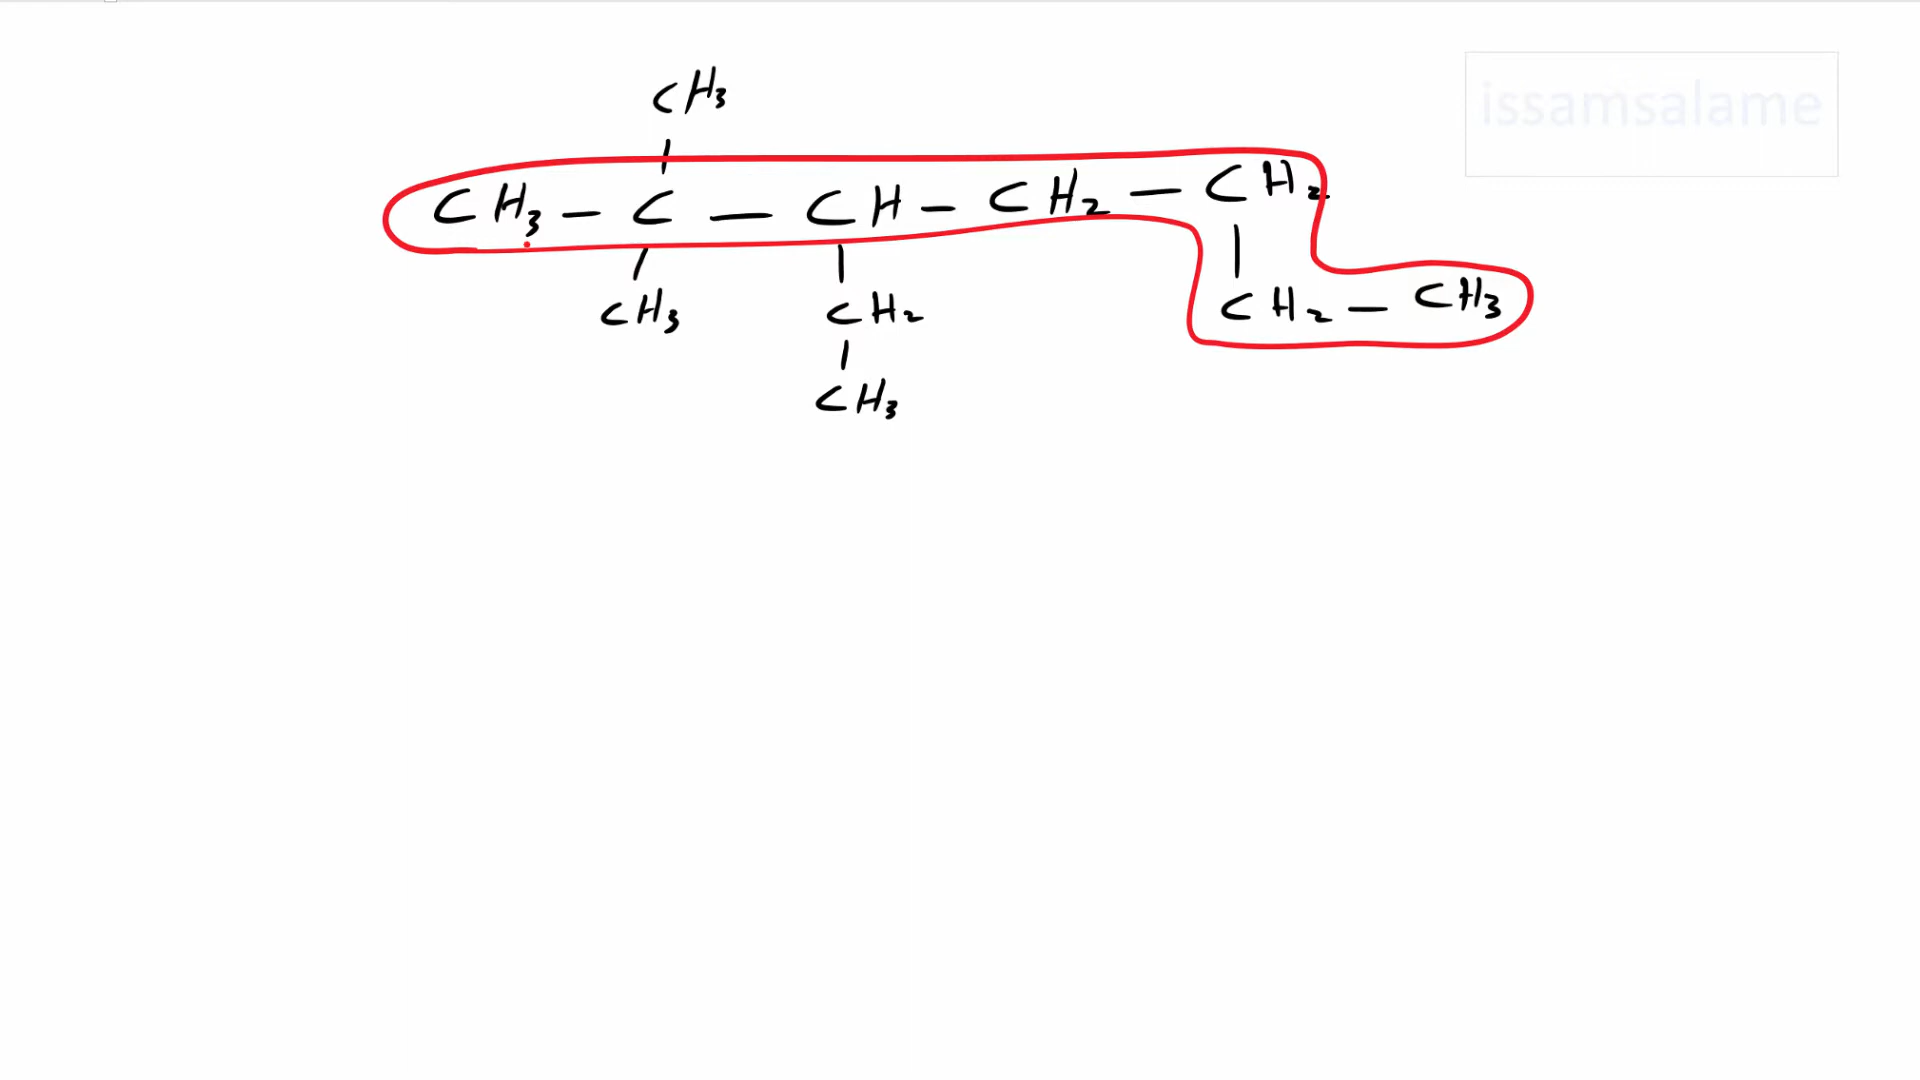 issamsalame
CH3
CH3 – C – CH – CH2 – CH2
CH3 CH2 CH2 – CH3
CH3